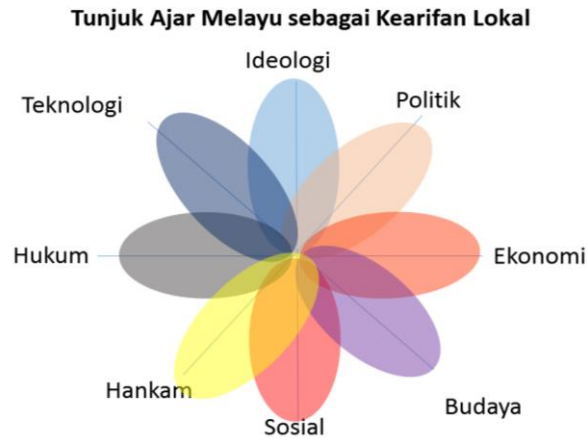 Tunjuk Ajar Melayu sebagai Kearifan Lokal
Ideologi
Teknologi
Politik
Hukum
Ekonomi
Hankam
Budaya
Sosial